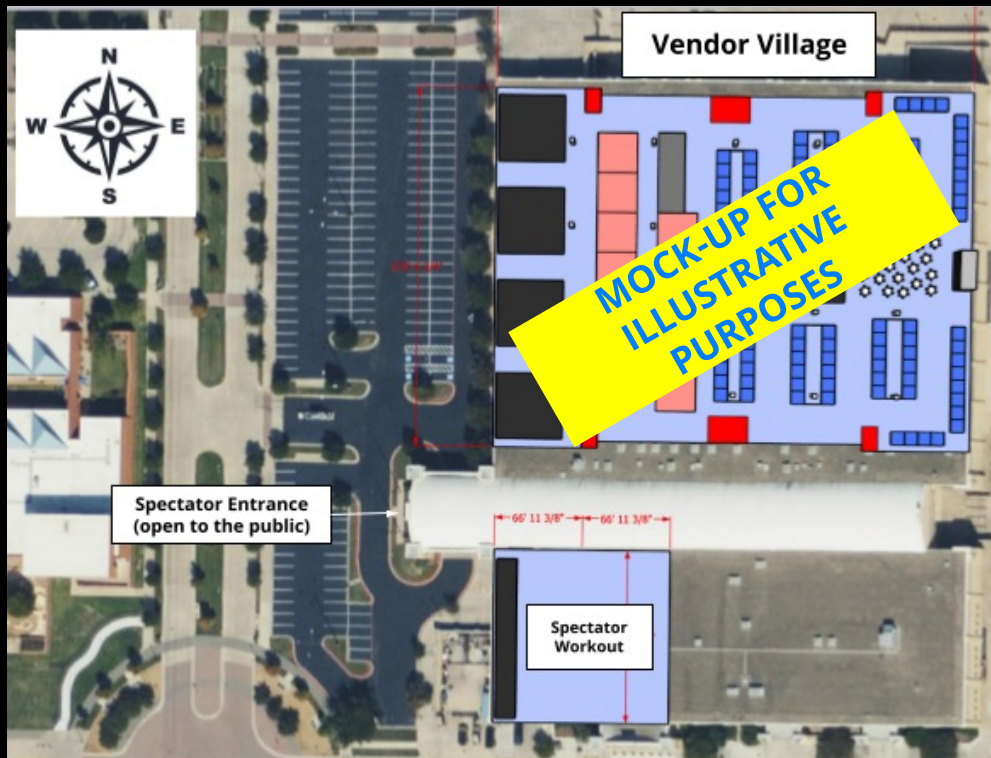 Vendor Village
N
W E
S
MOCK-UP FOR
ILLUSTRATIVE
PURPOSES
Spectator Entrance
(open to the public)
66' 11 3/8" 66' 11 3/8"
Spectator
Workout